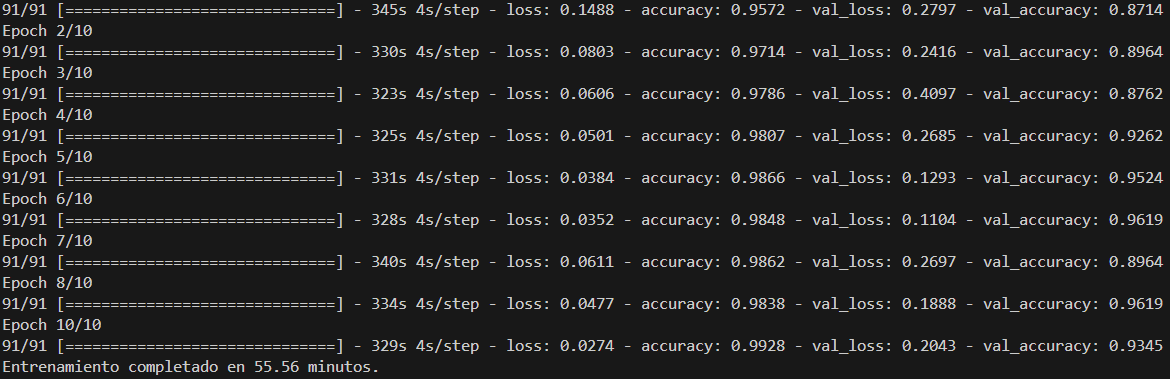 91/91 [==============================] - 345s 4s/step - loss: 0.1488 - accuracy: 0.9572 - val_loss: 0.2797 - val_accuracy: 0.8714
Epoch 2/10
91/91 [==============================] - 330s 4s/step - loss: 0.0803 - accuracy: 0.9714 - val_loss: 0.2416 - val_accuracy: 0.8964
Epoch 3/10
91/91 [==============================] - 323s 4s/step - loss: 0.0606 - accuracy: 0.9786 - val_loss: 0.4097 - val_accuracy: 0.8762
Epoch 4/10
91/91 [==============================] - 325s 4s/step - loss: 0.0501 - accuracy: 0.9807 - val_loss: 0.2685 - val_accuracy: 0.9262
Epoch 5/10
91/91 [==============================] - 331s 4s/step - loss: 0.0384 - accuracy: 0.9866 - val_loss: 0.1293 - val_accuracy: 0.9524
Epoch 6/10
91/91 [==============================] - 328s 4s/step - loss: 0.0352 - accuracy: 0.9848 - val_loss: 0.1104 - val_accuracy: 0.9619
Epoch 7/10
91/91 [==============================] - 340s 4s/step - loss: 0.0611 - accuracy: 0.9862 - val_loss: 0.2697 - val_accuracy: 0.8964
Epoch 8/10
91/91 [==============================] - 334s 4s/step - loss: 0.0477 - accuracy: 0.9838 - val_loss: 0.1888 - val_accuracy: 0.9619
Epoch 10/10
91/91 [==============================] - 329s 4s/step - loss: 0.0274 - accuracy: 0.9928 - val_loss: 0.2043 - val_accuracy: 0.9345
Entrenamiento completado en 55.56 minutos.